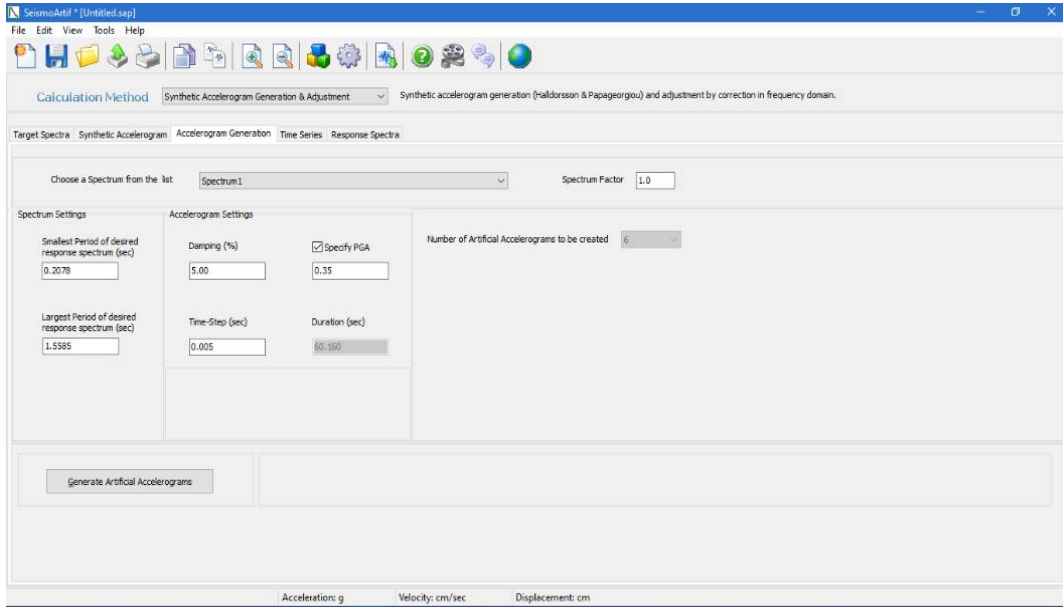 SeismoArtif * [Untitled.sap]
File Edit View Tools Help
Calculation Method Synthetic Accelerogram Generation & Adjustment Synthetic accelerogram generation (Halldorsson & Papageorgiou) and adjustment by correction in frequency domain.
Target Spectra Synthetic Accelerogram Accelerogram Generation Time Series Response Spectra
Choose a Spectrum from the list Spectrum1 Spectrum Factor 1.0
Spectrum Settings Accelerogram Settings
Smallest Period of desired response spectrum (sec) Damping (%) Specify PGA Number of Artificial Accelerograms to be created 6
0.2078 5.00 0.35
Largest Period of desired response spectrum (sec) Time-Step (sec) Duration (sec)
1.5585 0.005 60.160
Generate Artificial Accelerograms
Acceleration: g Velocity: cm/sec Displacement: cm